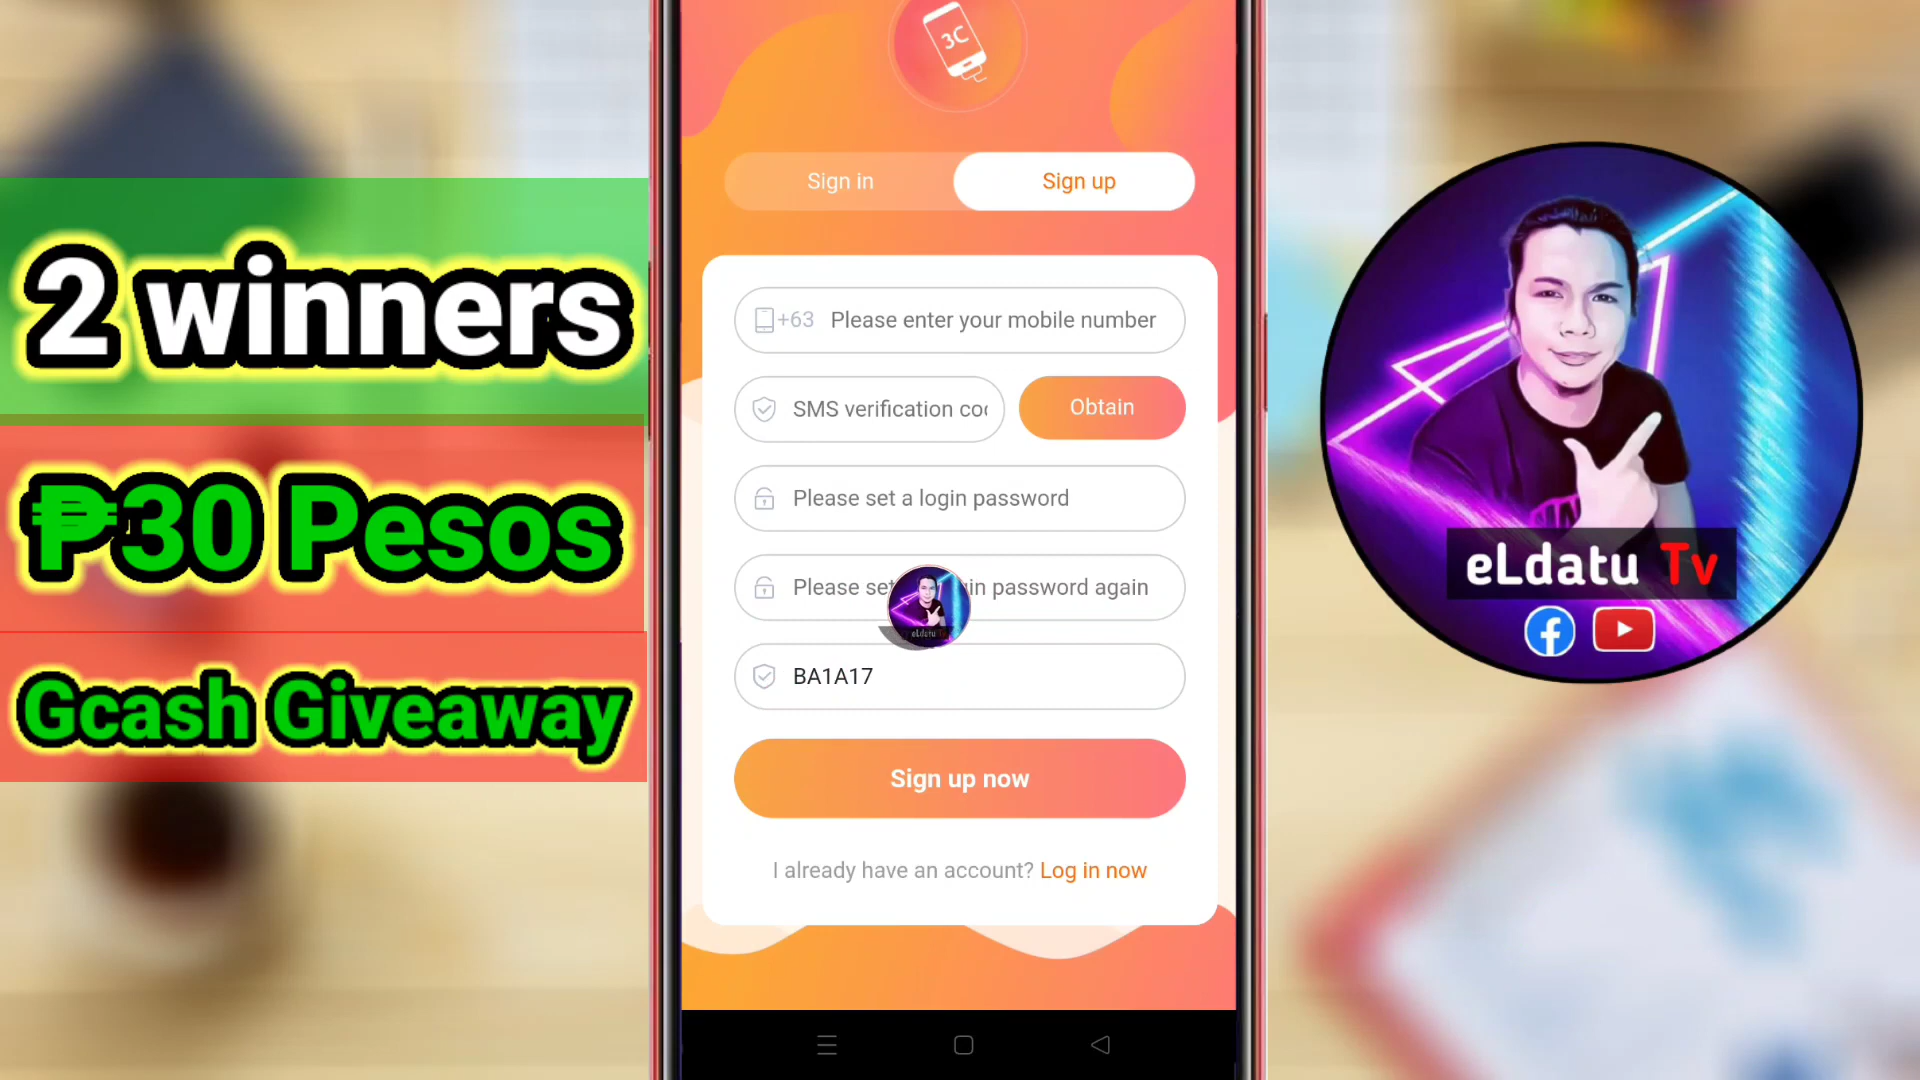 2 winners
₱30 Pesos
Gcash Giveaway
3C
Sign in
Sign up
+63 Please enter your mobile number
SMS verification co
Obtain
Please set a login password
Please se in password again
BA1A17
Sign up now
I already have an account? Log in now
eLdatu Tv
eLdatu Tv